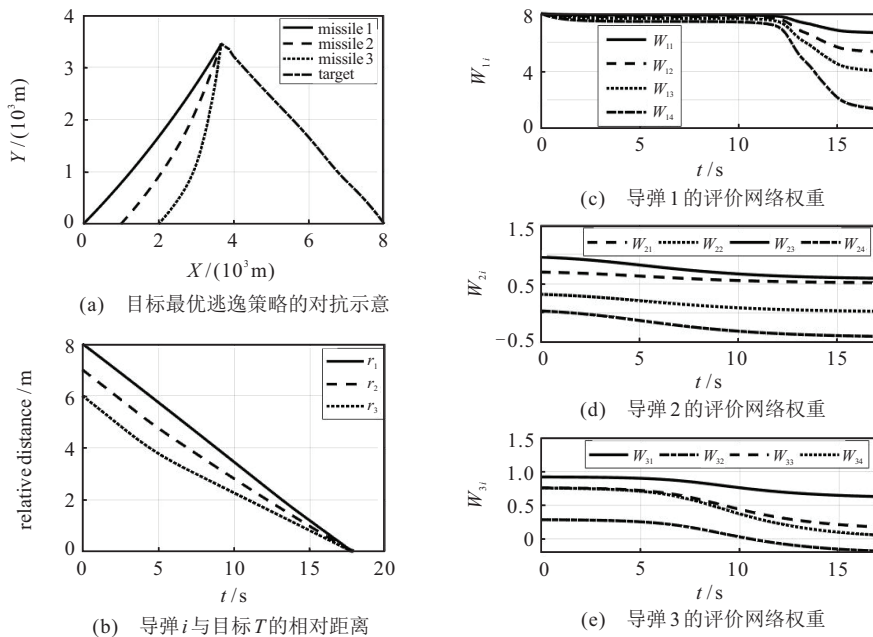 missile 1
missile 2
missile 3
target
4
3
2
1
0
Y/(10³m)
0 2 4 6 8
X/(10³m)
(a) 目标最优逃逸策略的对抗示意
8
6
4
2
0
relative distance/m
r₁
r₂
r₃
0 5 10 15 20
t/s
(b) 导弹i与目标T的相对距离
8
4
0
W₁ᵢ
W₁₁
W₁₂
W₁₃
W₁₄
0 5 10 15
t/s
(c) 导弹1的评价网络权重
1.5
0.5
−0.5
W₂ᵢ
W₂₁ W₂₂ W₂₃ W₂₄
0 5 10 15
t/s
(d) 导弹2的评价网络权重
1.5
1.0
0.5
0
W₃ᵢ
W₃₁ W₃₂ W₃₃ W₃₄
0 5 10 15
t/s
(e) 导弹3的评价网络权重